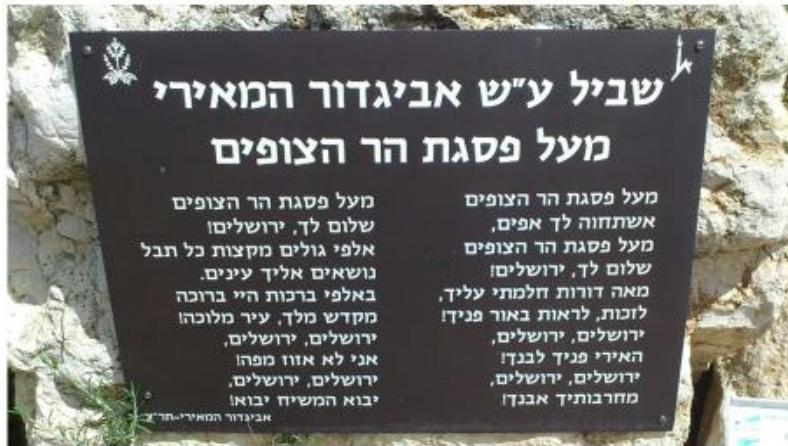 שביל ע"ש אביגדור המאירי
מעל פסגת הר הצופים
מעל פסגת הר הצופים
אשתחוה לך אפים,
מעל פסגת הר הצופים
שלום לך, ירושלים!
מאה דורות חלמתי עליך,
לזכות, לראות באור פניך!
ירושלים, ירושלים,
האירי פניך לבנך!
ירושלים, ירושלים,
מחרבותיך אבנך!
מעל פסגת הר הצופים
שלום לך, ירושלים!
אלפי גולים מקצות כל תבל
נושאים אליך עינים.
באלפי ברכות היי ברוכה
מקדש מלך, עיר מלוכה!
ירושלים, ירושלים,
אני לא אזוז מפה!
ירושלים, ירושלים,
יבוא המשיח יבוא!
אביגדור המאירי-תר"צ